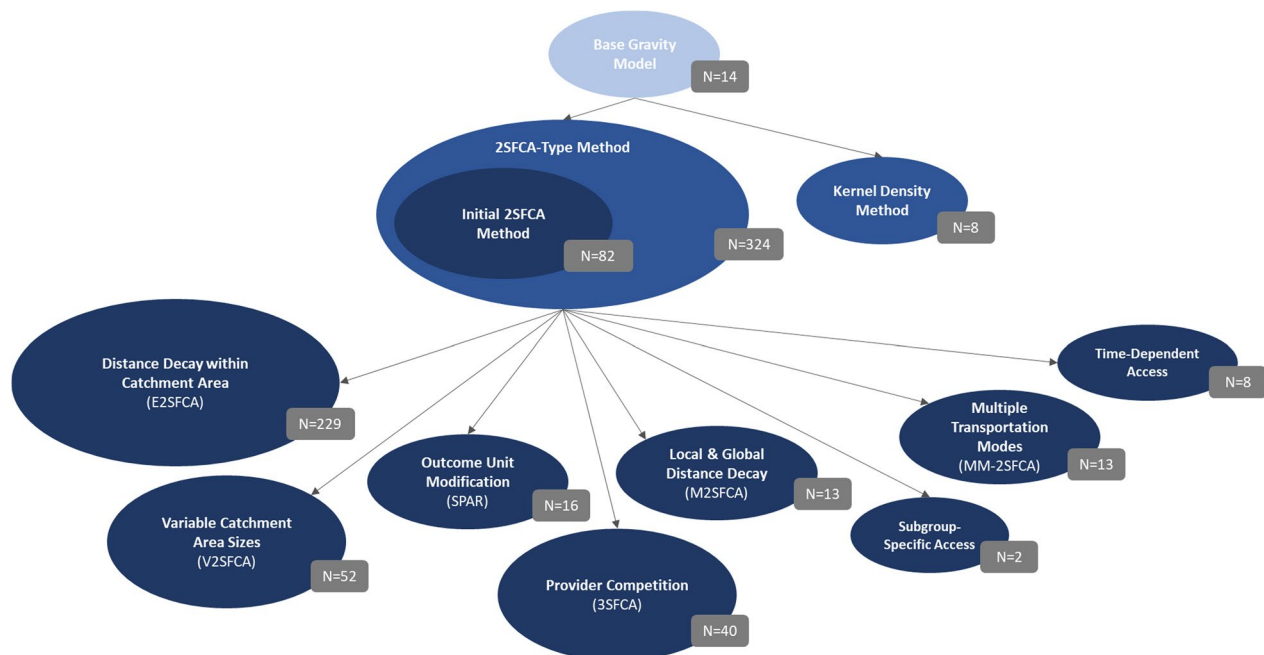 Base Gravity
Model
N=14
2SFCA-Type Method
Initial 2SFCA
Method
N=82
N=324
Kernel Density
Method
N=8
Distance Decay within
Catchment Area
(E2SFCA)
N=229
Variable Catchment
Area Sizes
(V2SFCA)
N=52
Outcome Unit
Modification
(SPAR)
N=16
Provider Competition
(3SFCA)
N=40
Local & Global
Distance Decay
(M2SFCA)
N=13
Subgroup-
Specific Access
N=2
Multiple
Transportation
Modes
(MM-2SFCA)
N=13
Time-Dependent
Access
N=8